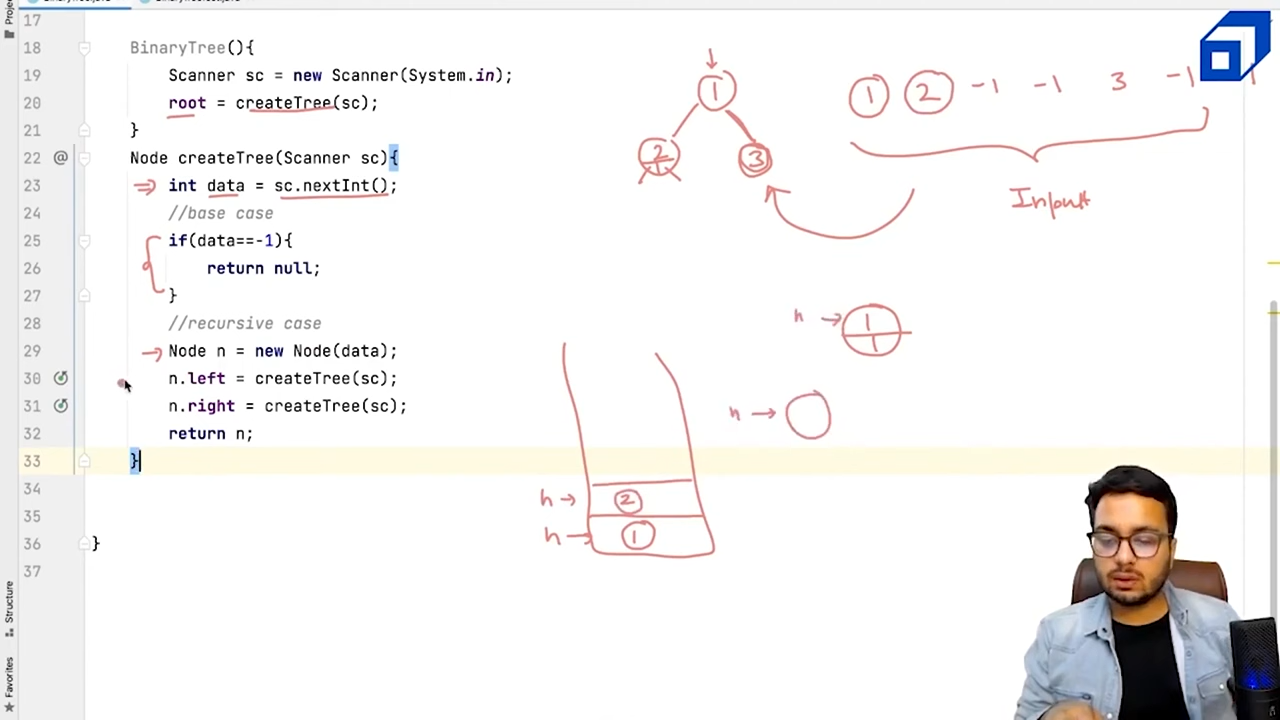 17
18 BinaryTree(){
19 Scanner sc = new Scanner(System.in);
20 root = createTree(sc);
21 }
22 @ Node createTree(Scanner sc){
23 int data = sc.nextInt();
24 //base case
25 if(data==-1){
26 return null;
27 }
28 //recursive case
29 Node n = new Node(data);
30 n.left = createTree(sc);
31 n.right = createTree(sc);
32 return n;
33 }
34
35
36 }
37
Structure
Favorites
1
2
3
1 2 -1 -1 3 -1
Input
n → 1
n →
n → 2
n → 1